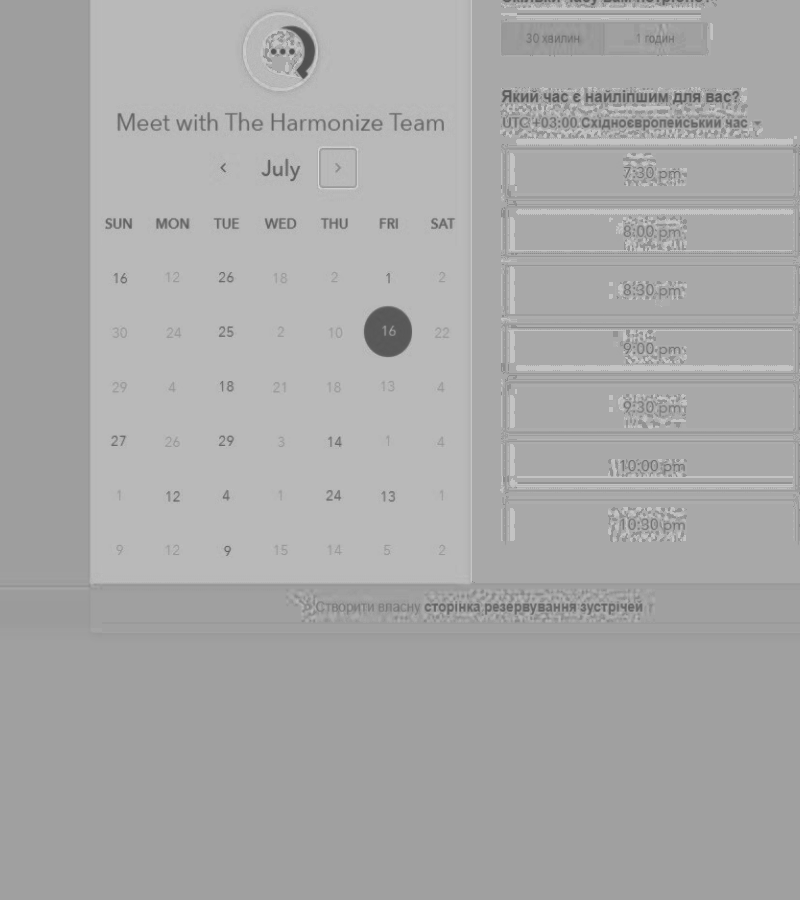 Скільки часу вам потрібно?
30 хвилин 1 годин
Meet with The Harmonize Team
July
SUN MON TUE WED THU FRI SAT
16 12 26 18 2 1 2
30 24 25 2 10 16 22
29 4 18 21 18 13 4
27 26 29 3 14 1 4
1 12 4 1 24 13 1
9 12 9 15 14 5 2
Який час є найліпшим для вас?
UTC +03:00 Східноєвропейський час
7:30 pm
8:00 pm
8:30 pm
9:00 pm
9:30 pm
10:00 pm
10:30 pm
Створити власну сторінка резервування зустрічей